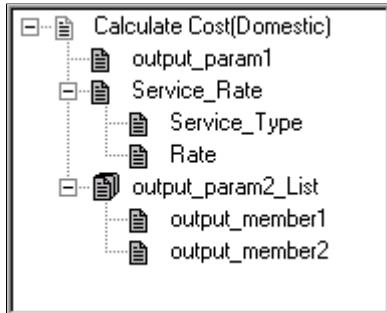 Calculate Cost(Domestic)
output_param1
Service_Rate
Service_Type
Rate
output_param2_List
output_member1
output_member2